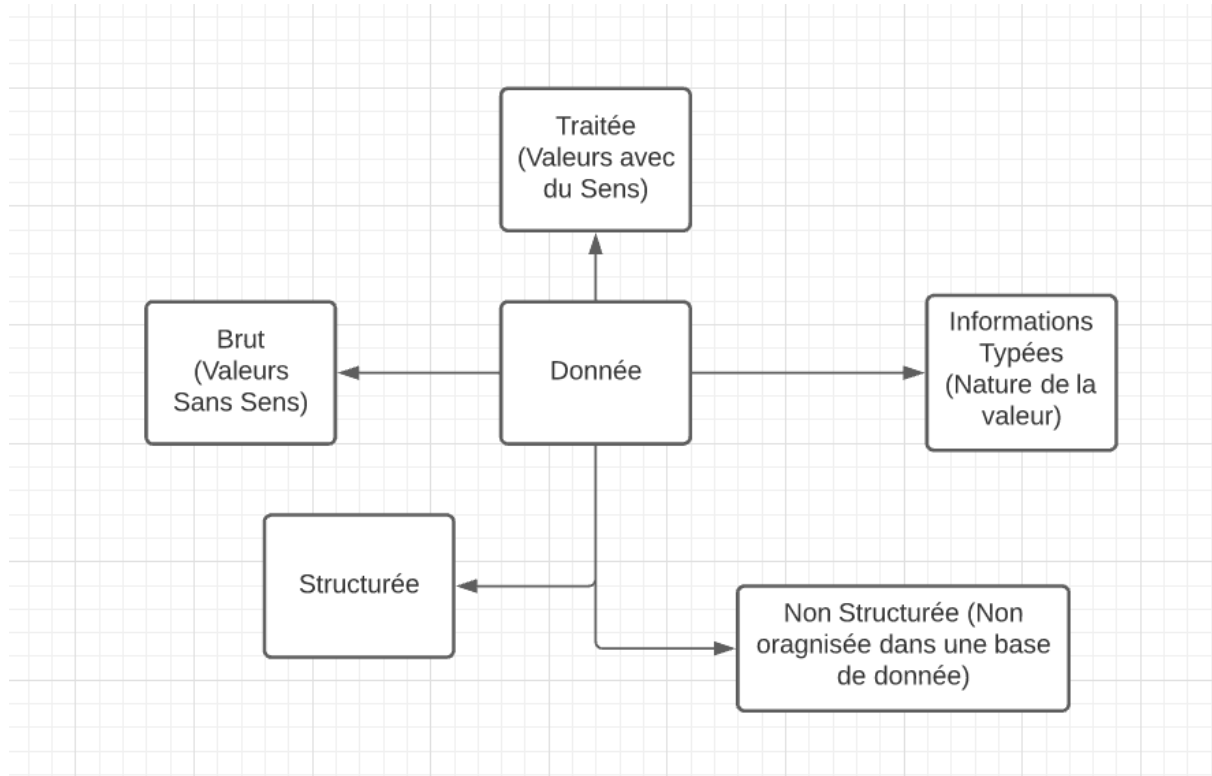 Traitée
(Valeurs avec
du Sens)
Brut
(Valeurs
Sans Sens)
Donnée
Informations
Typées
(Nature de la
valeur)
Structurée
Non Structurée (Non
oragnisée dans une base
de donnée)